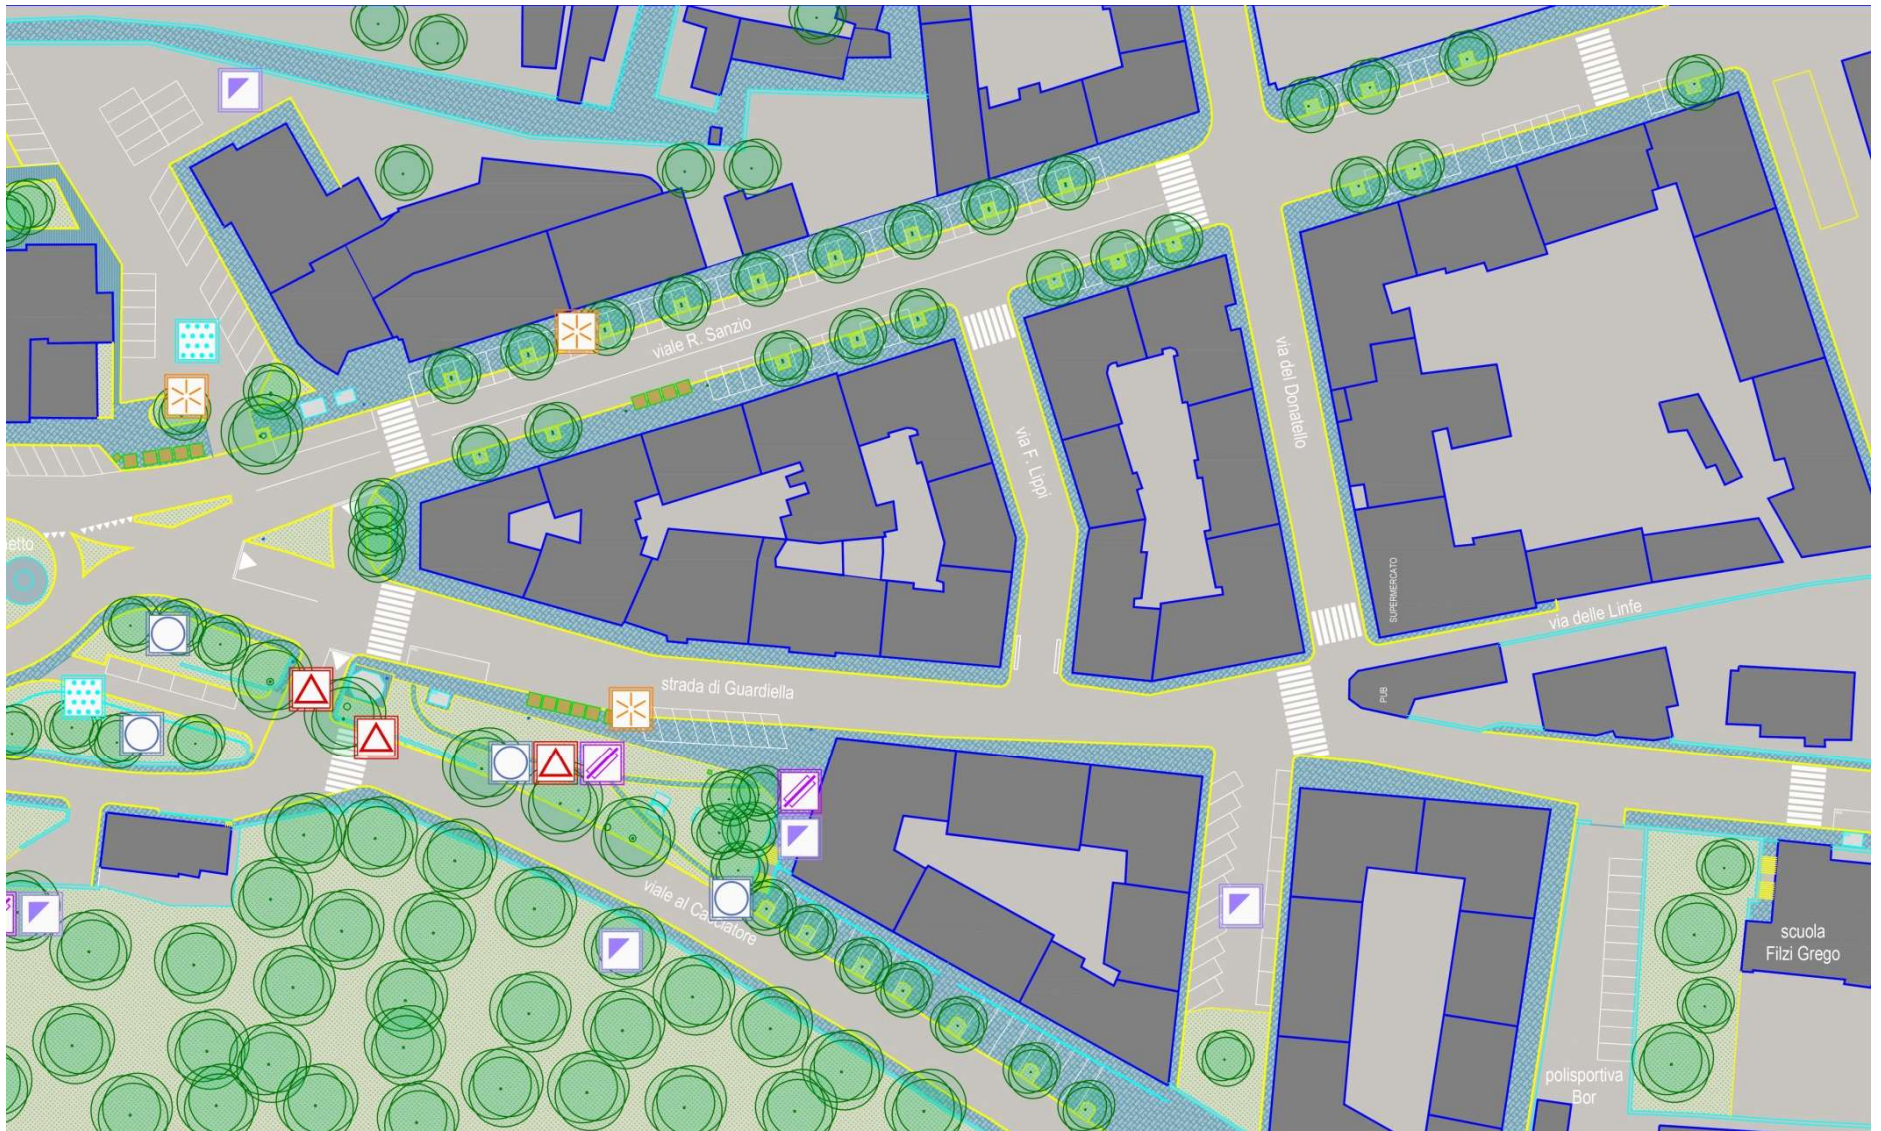 viale R. Sanzio
via F. Lippi
via del Donatello
SUPERMERCATO
via delle Linfe
PUB
strada di Guardiella
viale al Cacciatore
scuola
Filzi Grego
polisportiva
Bor